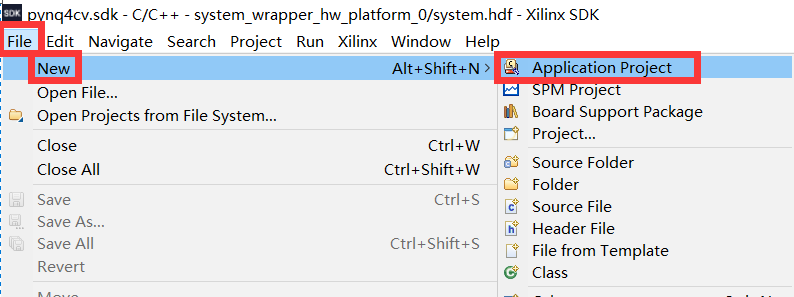 SDK pynq4cv.sdk - C/C++ - system_wrapper_hw_platform_0/system.hdf - Xilinx SDK
File Edit Navigate Search Project Run Xilinx Window Help
New Alt+Shift+N >
Open File...
Open Projects from File System...
Close Ctrl+W
Close All Ctrl+Shift+W
Save Ctrl+S
Save As...
Save All Ctrl+Shift+S
Revert
Application Project
SPM Project
Board Support Package
Project...
Source Folder
Folder
Source File
Header File
File from Template
Class